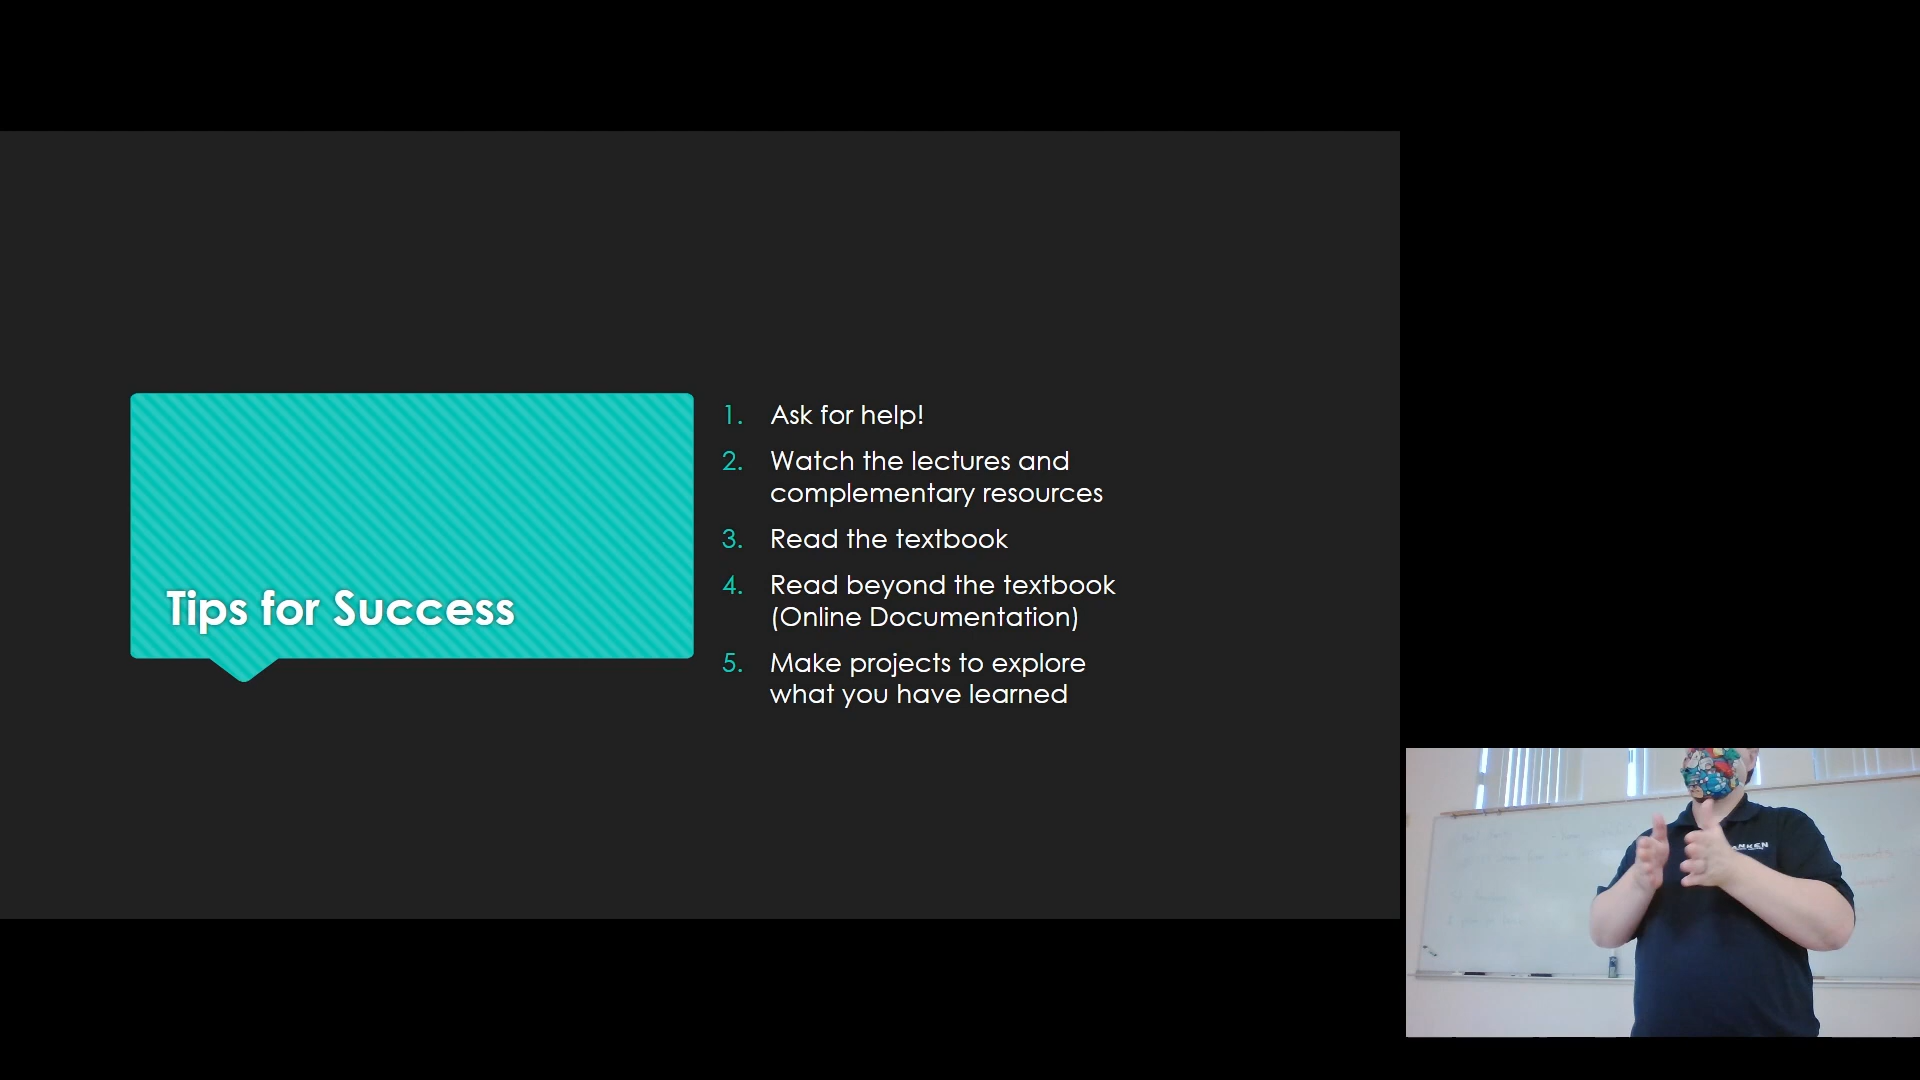 Tips for Success
1. Ask for help!
2. Watch the lectures and
complementary resources
3. Read the textbook
4. Read beyond the textbook
(Online Documentation)
5. Make projects to explore
what you have learned